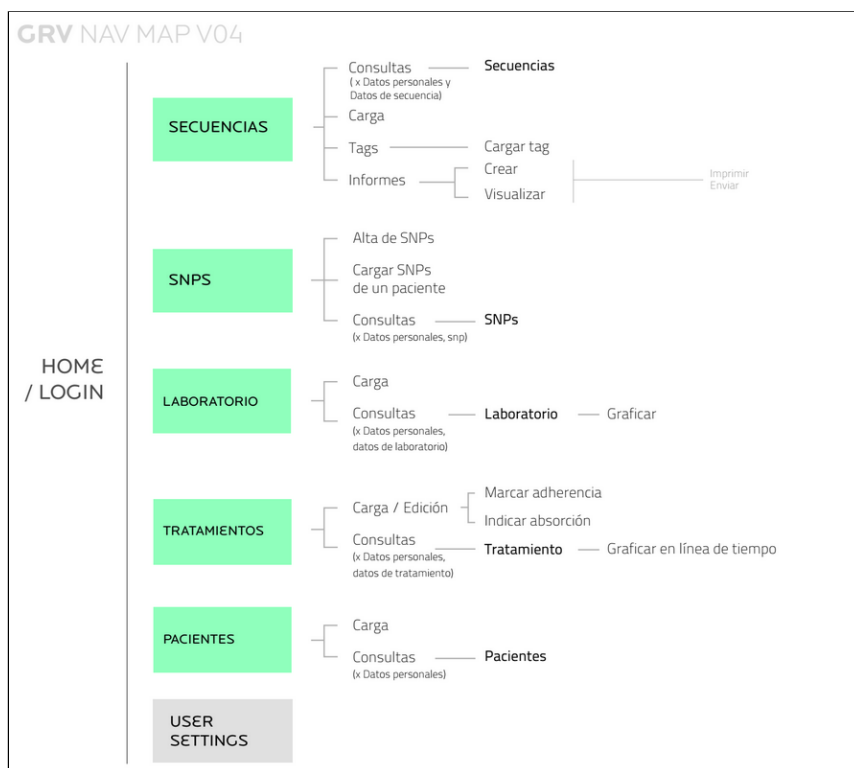 GRV NAV MAP V04
HOME
/ LOGIN
SECUENCIAS
Consultas
( x Datos personales y
Datos de secuencia)
Secuencias
Carga
Tags
Cargar tag
Informes
Crear
Visualizar
Imprimir
Enviar
SNPS
Alta de SNPs
Cargar SNPs
de un paciente
Consultas
(x Datos personales, snp)
SNPs
LABORATORIO
Carga
Consultas
(x Datos personales,
datos de laboratorio)
Laboratorio
Graficar
TRATAMIENTOS
Carga / Edición
Marcar adherencia
Indicar absorción
Consultas
(x Datos personales,
datos de tratamiento)
Tratamiento
Graficar en línea de tiempo
PACIENTES
Carga
Consultas
(x Datos personales)
Pacientes
USER
SETTINGS